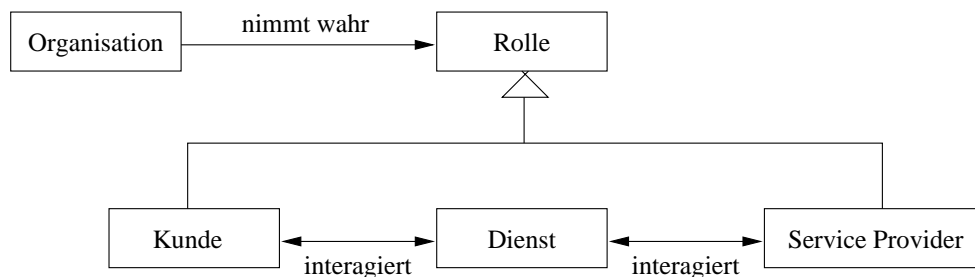 nimmt wahr
Organisation
Rolle
Kunde
Dienst
Service Provider
interagiert
interagiert